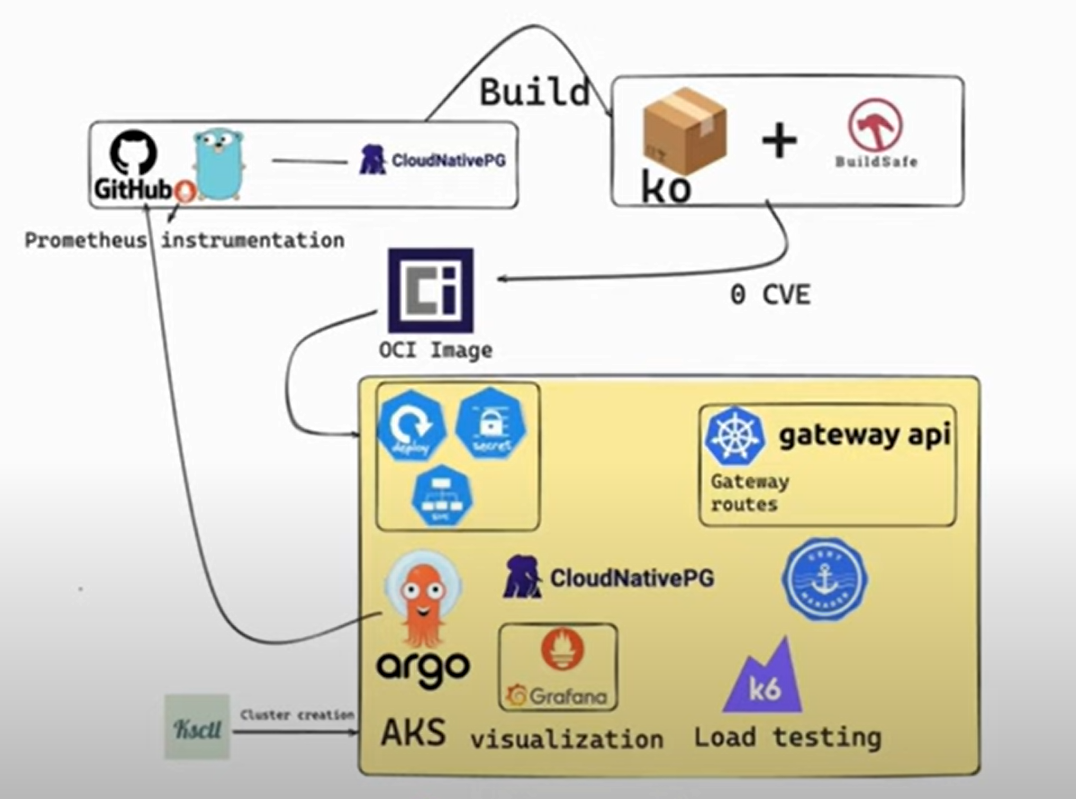 Build
GitHub
CloudNativePG
ko
+
BuildSafe
Prometheus instrumentation
0 CVE
Ci
OCI Image
deploy
secret
svc
gateway api
Gateway
routes
CloudNativePG
CERT
MANAGER
argo
Grafana
k6
Ksctl
Cluster creation
AKS
visualization
Load testing